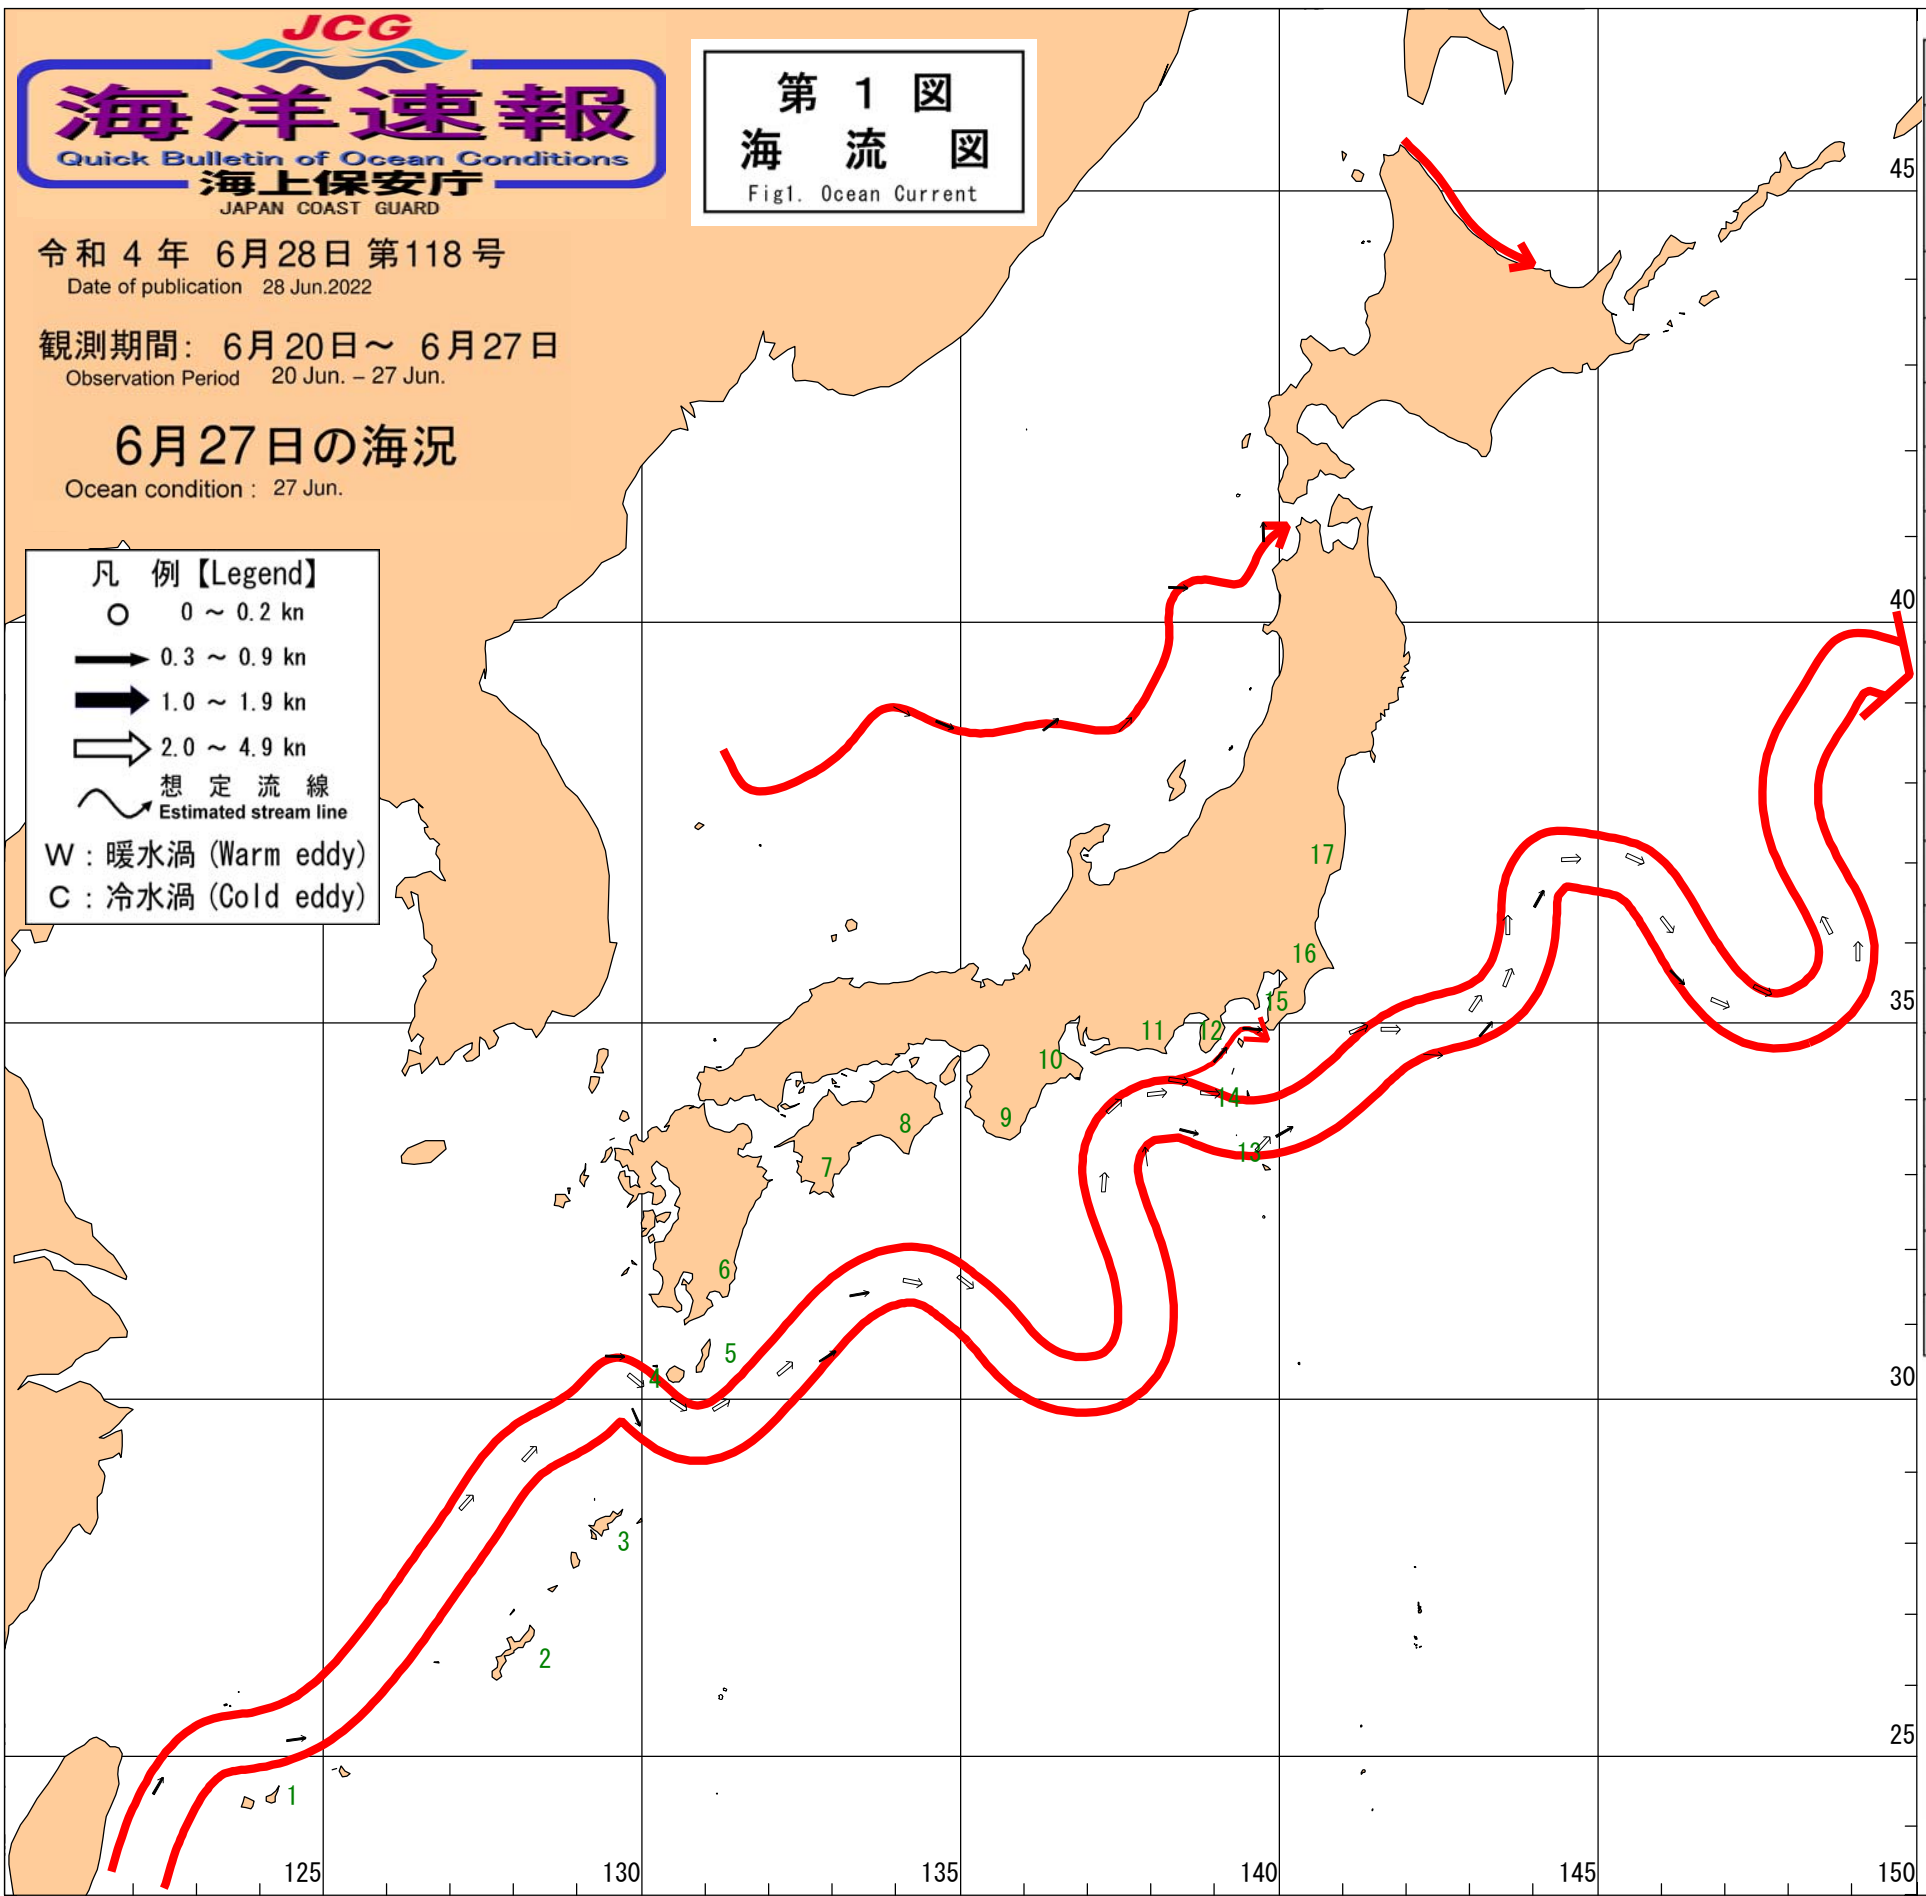 JCG
海洋速報
Quick Bulletin of Ocean Conditions
海上保安庁
JAPAN COAST GUARD
令和 4 年 6月28日 第118号
Date of publication 28 Jun.2022
観測期間: 6月20日~ 6月27日
Observation Period 20 Jun. – 27 Jun.
6月27日の海況
Ocean condition : 27 Jun.
第 1 図
海 流 図
Fig1. Ocean Current
凡 例【Legend】
0 ~ 0.2 kn
0.3 ~ 0.9 kn
1.0 ~ 1.9 kn
2.0 ~ 4.9 kn
想 定 流 線
Estimated stream line
W : 暖水渦 (Warm eddy)
C : 冷水渦 (Cold eddy)
45
40
35
30
25
17
16
15
12
11
10
14
9
8
13
7
6
5
4
3
2
1
125
130
135
140
145
150